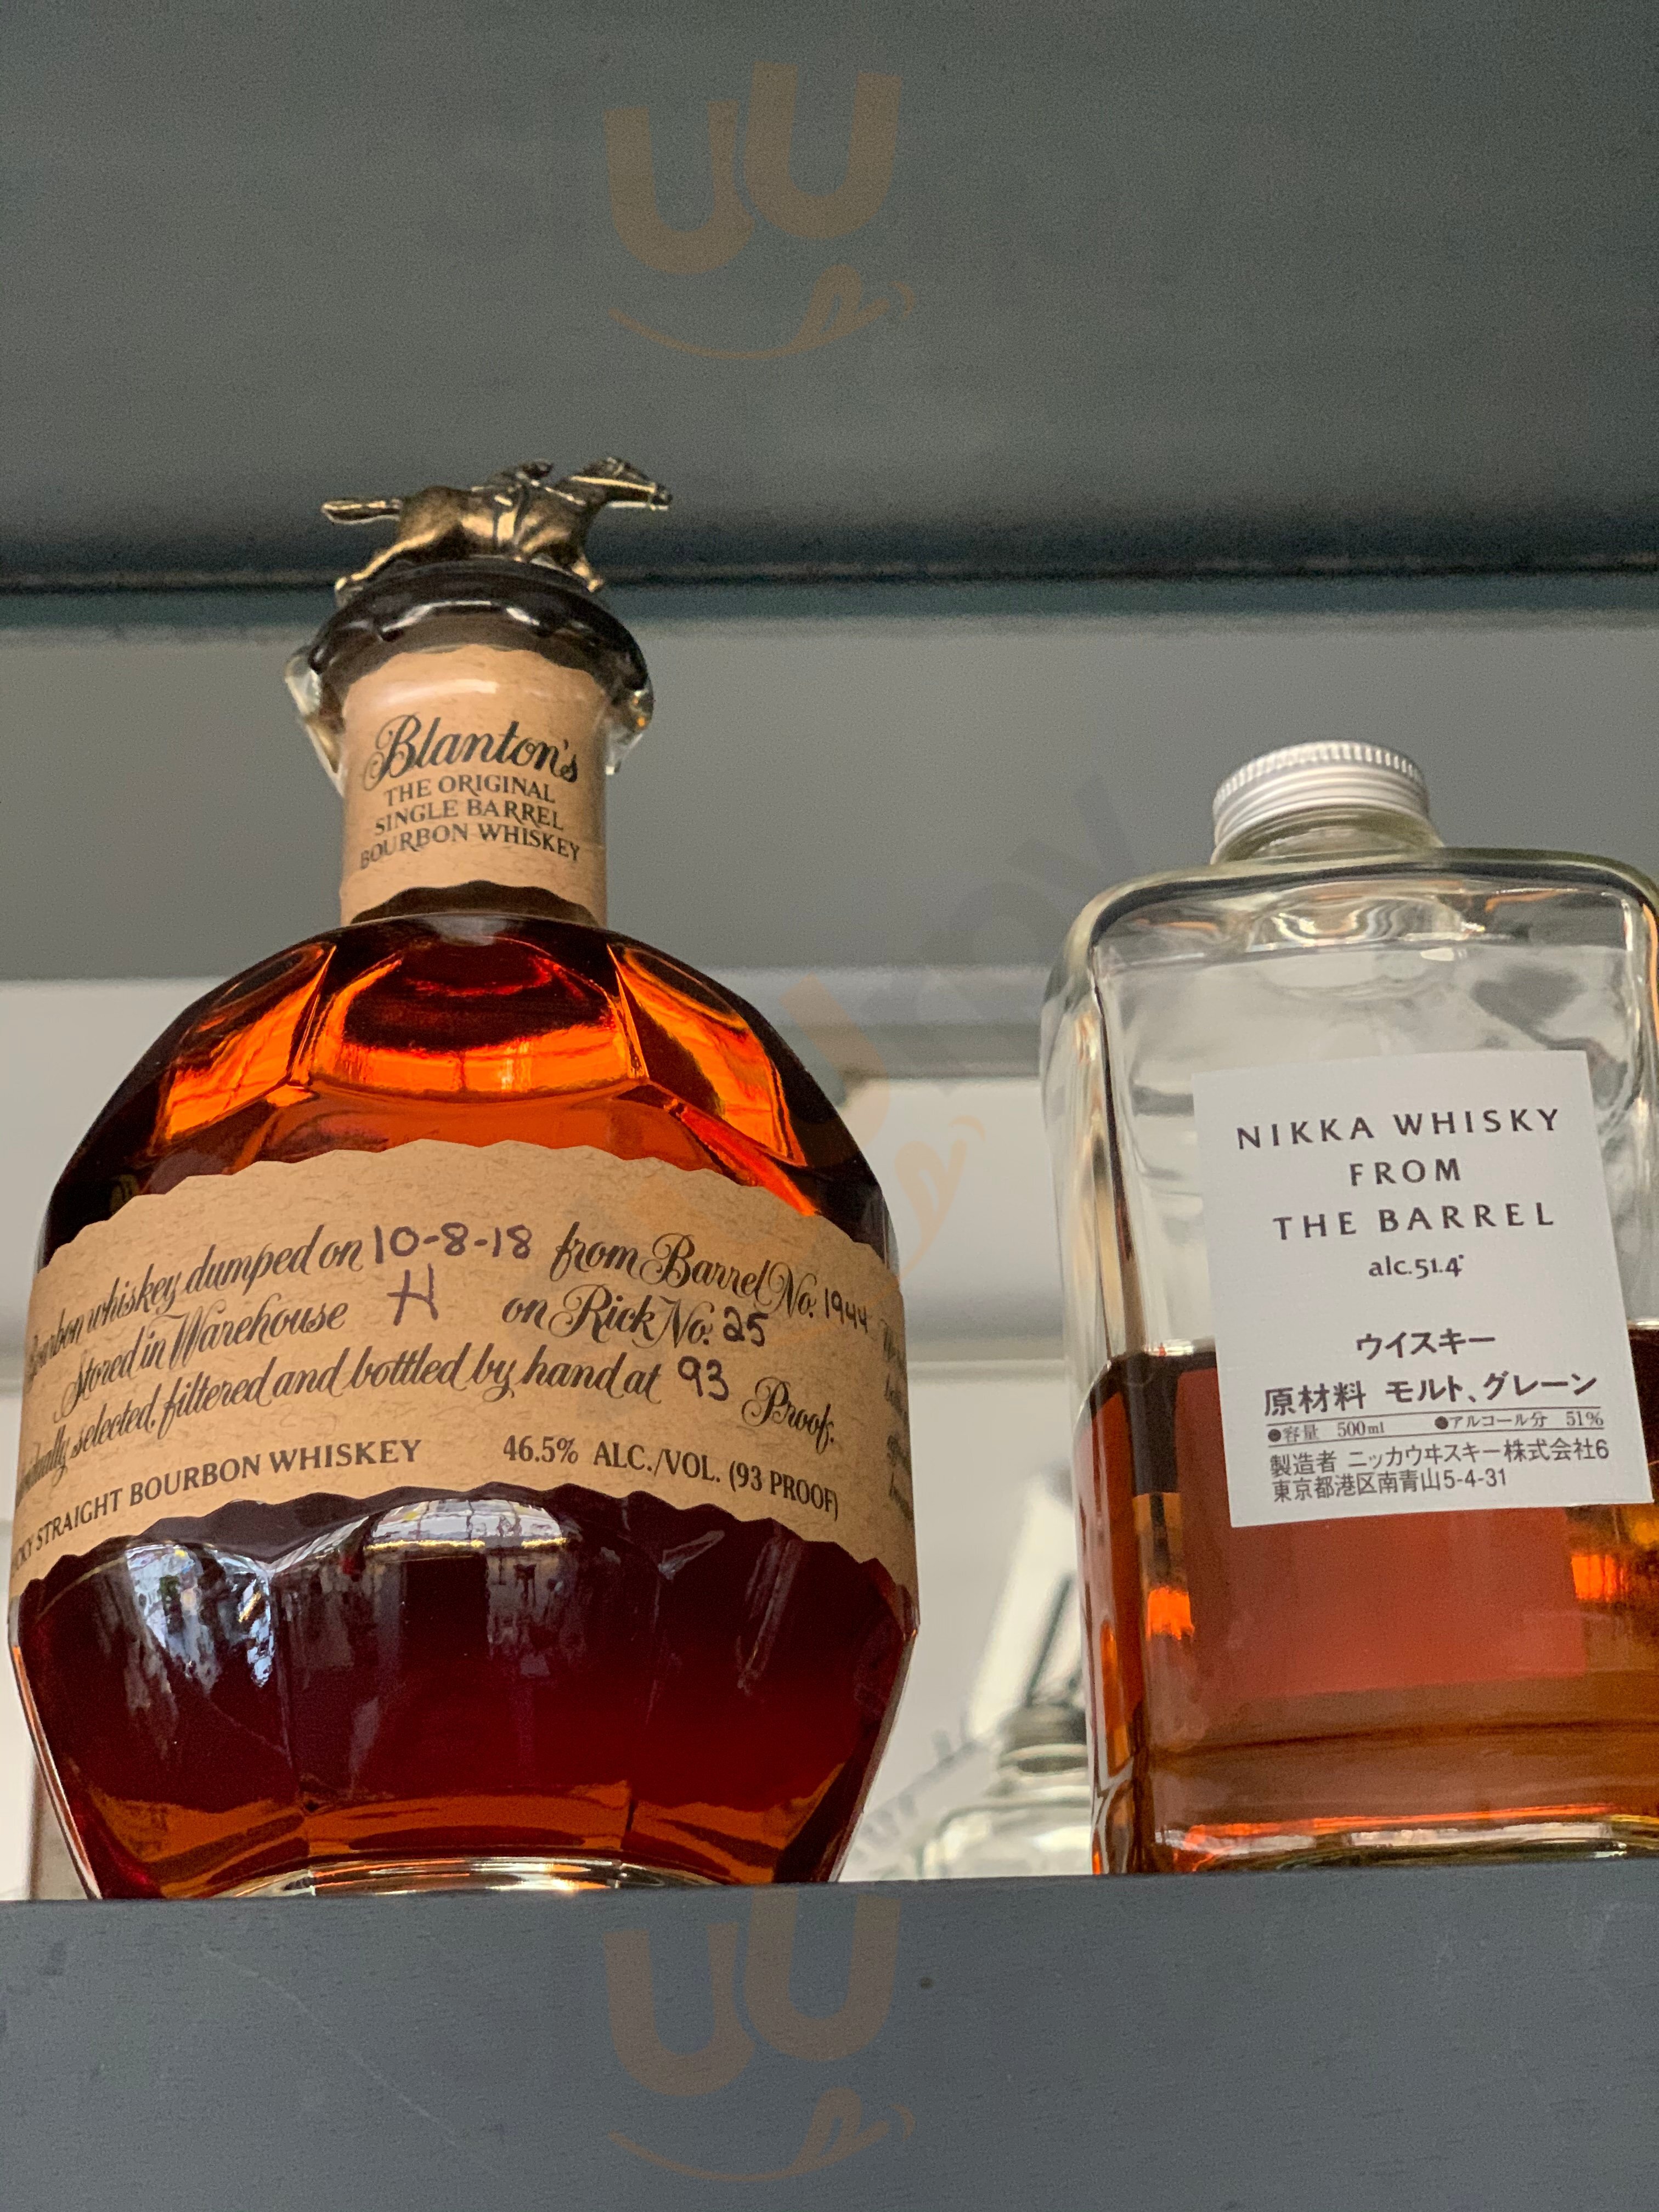 Blanton's
THE ORIGINAL
SINGLE BARREL
BOURBON WHISKEY
Bourbon whiskey dumped on 10-8-18 from Barrel No. 1944
Stored in Warehouse H on Rick No. 25
selected, filtered and bottled by hand at 93 Proof.
STRAIGHT BOURBON WHISKEY 46.5% ALC./VOL. (93 PROOF)
NIKKA WHISKY
FROM
THE BARREL
alc.51.4°
ウイスキー
原材料 モルト、グレーン
●容量 500ml ●アルコール分 51%
製造者 ニッカウヰスキー株式会社6
東京都港区南青山5-4-31